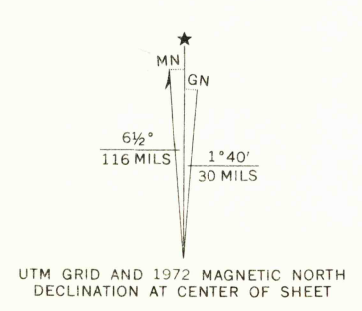 MN
GN
6½°
116 MILS
1°40′
30 MILS
UTM GRID AND 1972 MAGNETIC NORTH
DECLINATION AT CENTER OF SHEET